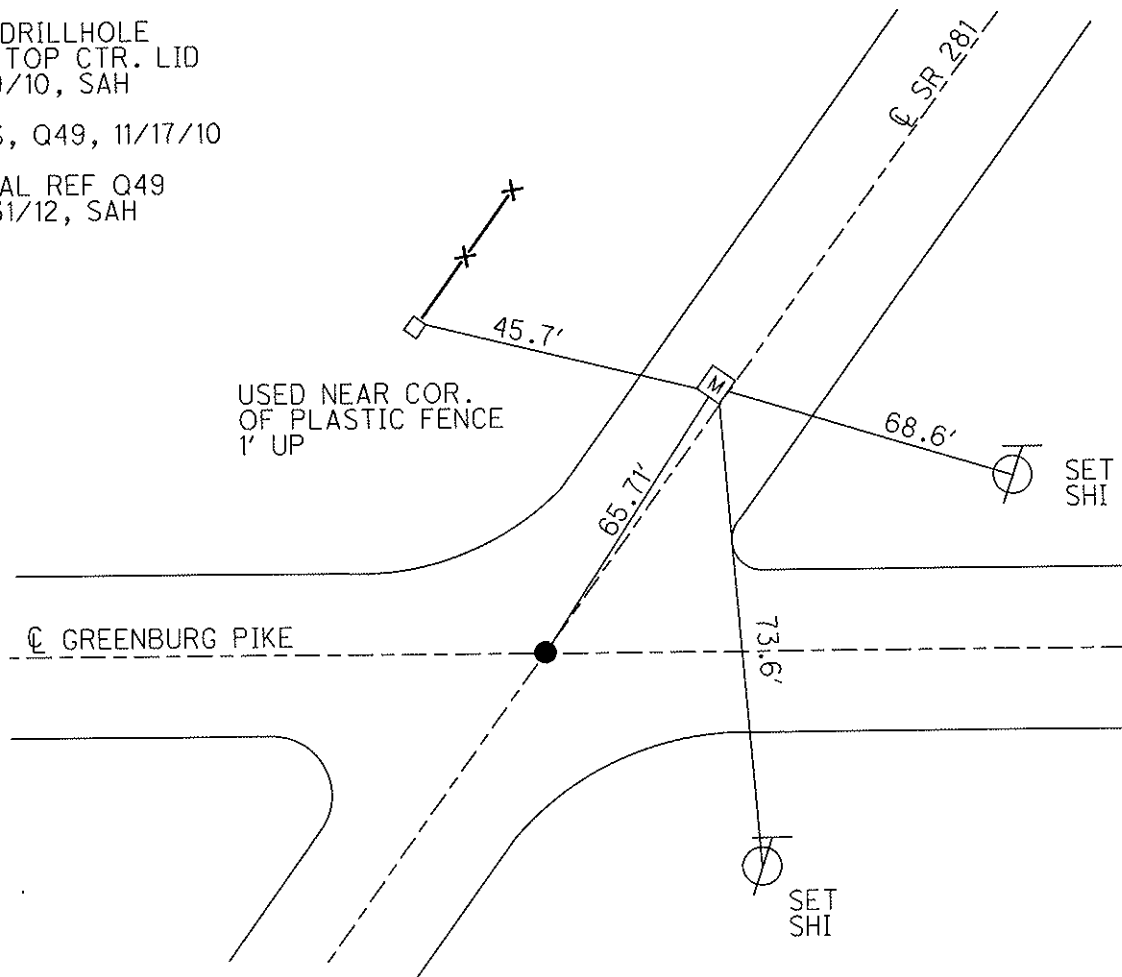 DRILLHOLE
TOP CTR. LID
/10, SAH
, Q49, 11/17/10
AL REF Q49
31/12, SAH
℄ SR 281
45.7'
M
USED NEAR COR.
OF PLASTIC FENCE
1' UP
68.6'
SET
SHI
65.71'
℄ GREENBURG PIKE
73.6'
SET
SHI